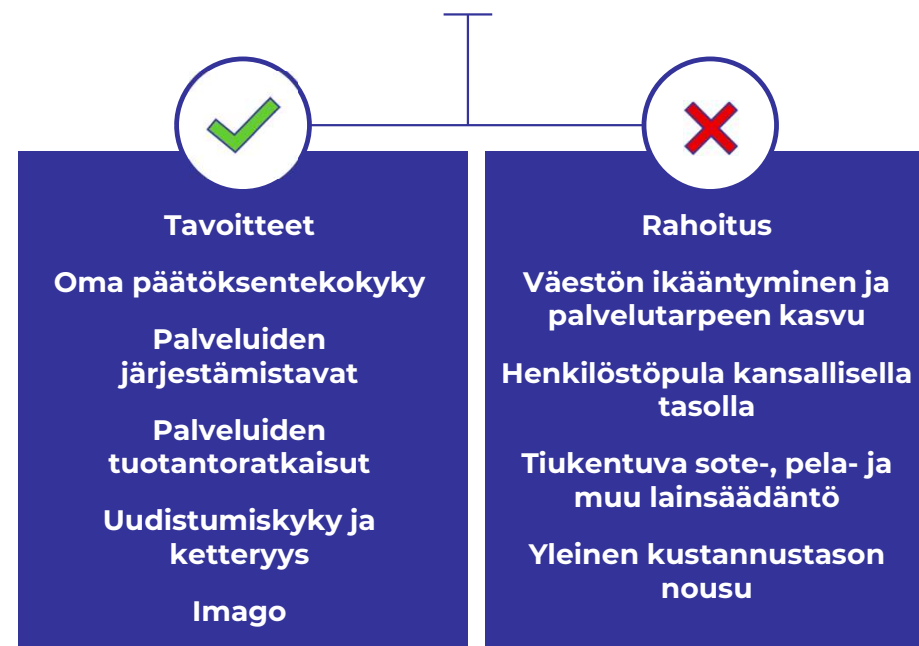 Tavoitteet
Oma päätöksentekokyky
Palveluiden
järjestämistavat
Palveluiden
tuotantoratkaisut
Uudistumiskyky ja
ketteryys
Imago
Rahoitus
Väestön ikääntyminen ja
palvelutarpeen kasvu
Henkilöstöpula kansallisella
tasolla
Tiukentuva sote-, pela- ja
muu lainsäädäntö
Yleinen kustannustason
nousu